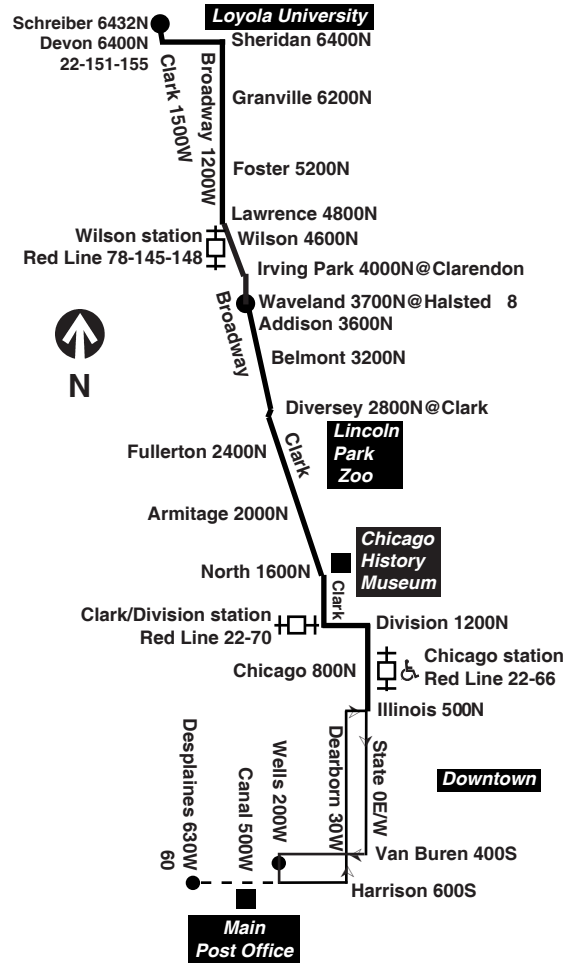 Loyola University
Schreiber 6432N
Devon 6400N
22-151-155
Sheridan 6400N
Clark 1500W
Broadway 1200W
Granville 6200N
Foster 5200N
Lawrence 4800N
Wilson station
Red Line 78-145-148
Wilson 4600N
Irving Park 4000N@Clarendon
Waveland 3700N@Halsted 8
Addison 3600N
Broadway
N
Belmont 3200N
Diversey 2800N@Clark
Clark
Lincoln
Park
Zoo
Fullerton 2400N
Armitage 2000N
Chicago
History
Museum
North 1600N
Clark
Clark/Division station
Red Line 22-70
Division 1200N
Chicago 800N
Chicago station
Red Line 22-66
Illinois 500N
Desplaines 630W
60
Canal 500W
Wells 200W
Dearborn 30W
State 0E/W
Downtown
Van Buren 400S
Harrison 600S
Main
Post Office